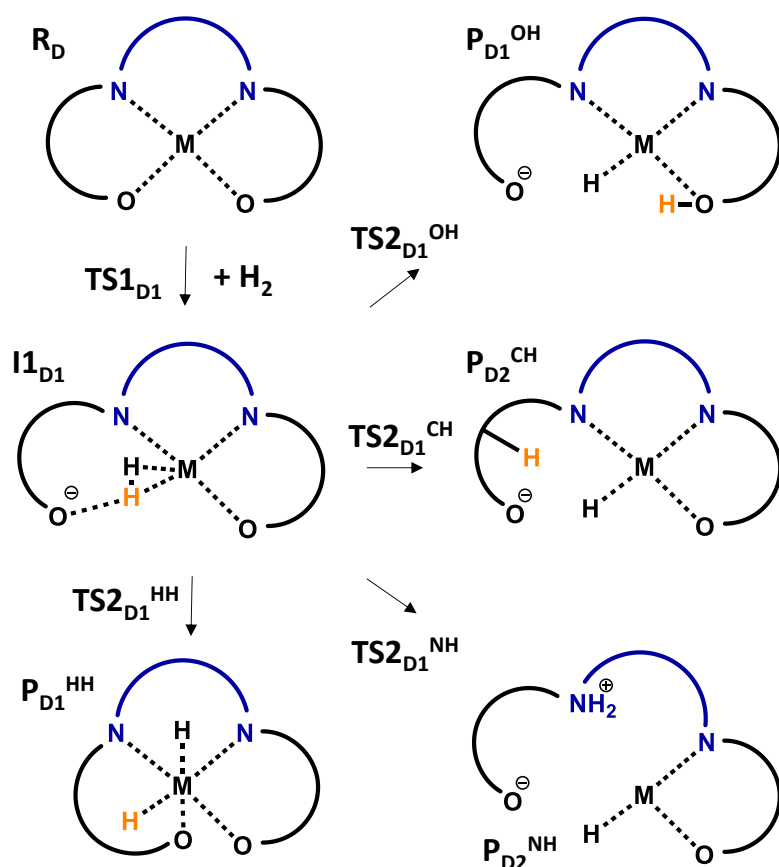 R_D
N N
M
O O
P_D1^OH
N N
M
H
O ⊖ H O
TS1_D1 + H_2
TS2_D1^OH
I1_D1
N N
H M
H
⊖
O O
TS2_D1^CH
P_D2^CH
N N
H M
⊖
O H O
TS2_D1^HH
TS2_D1^NH
P_D1^HH
N H N
M
H
O O
NH_2 ⊕
N
⊖
O M
H O
P_D2^NH